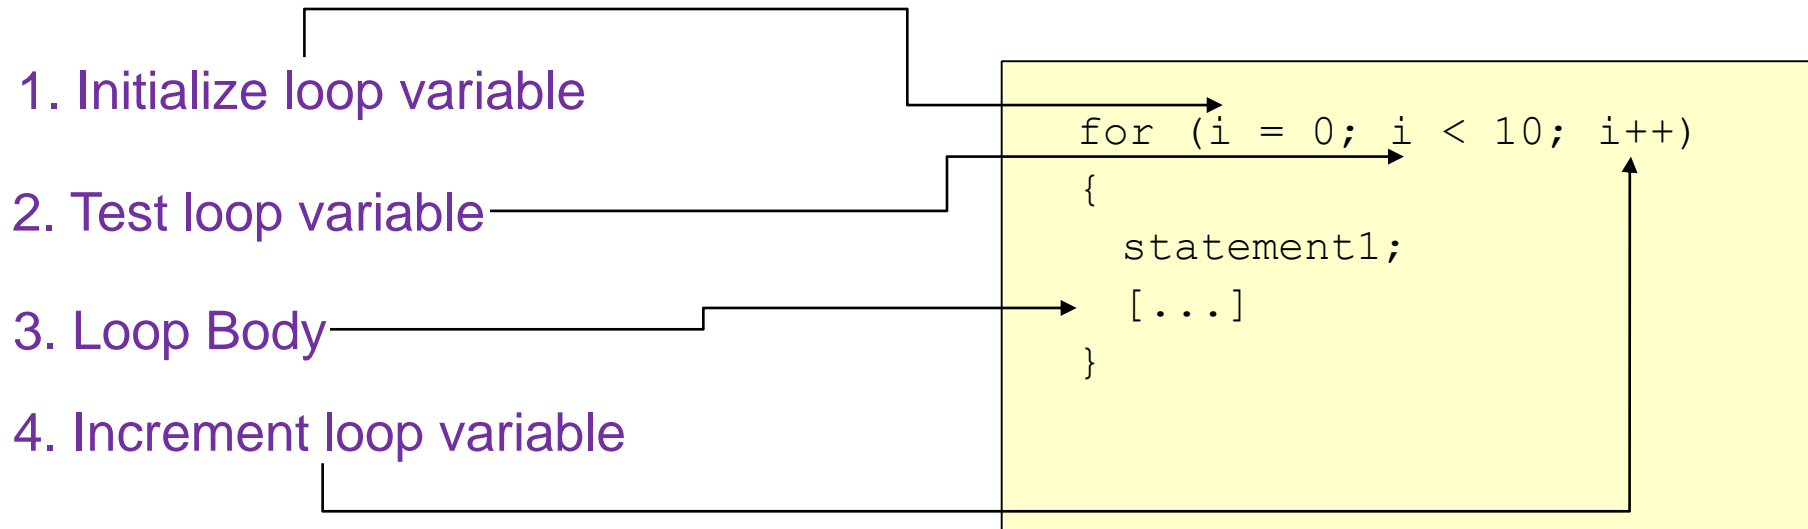 1. Initialize loop variable
2. Test loop variable
3. Loop Body
4. Increment loop variable
for (i = 0; i < 10; i++)
{
statement1;
[...]
}